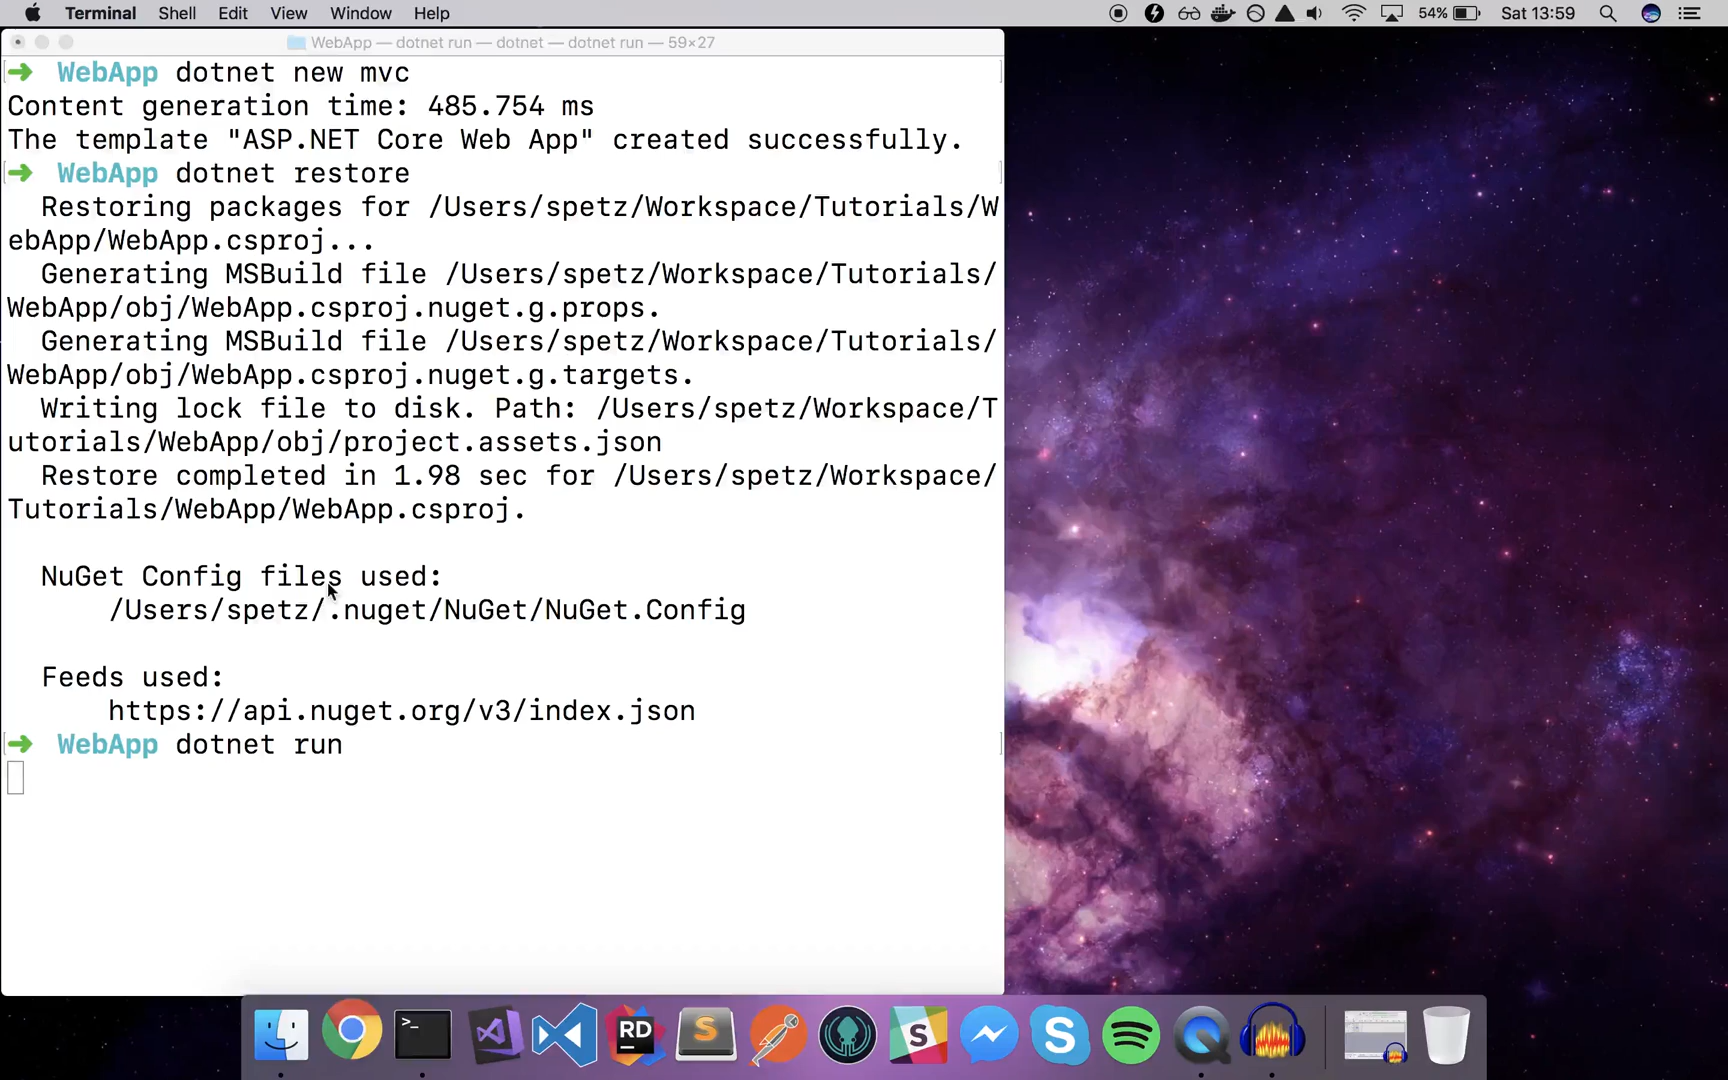 Terminal Shell Edit View Window Help 54% Sat 13:59
WebApp — dotnet run — dotnet — dotnet run — 59×27
➜ WebApp dotnet new mvc
Content generation time: 485.754 ms
The template "ASP.NET Core Web App" created successfully.
➜ WebApp dotnet restore
Restoring packages for /Users/spetz/Workspace/Tutorials/W
ebApp/WebApp.csproj...
Generating MSBuild file /Users/spetz/Workspace/Tutorials/
WebApp/obj/WebApp.csproj.nuget.g.props.
Generating MSBuild file /Users/spetz/Workspace/Tutorials/
WebApp/obj/WebApp.csproj.nuget.g.targets.
Writing lock file to disk. Path: /Users/spetz/Workspace/T
utorials/WebApp/obj/project.assets.json
Restore completed in 1.98 sec for /Users/spetz/Workspace/
Tutorials/WebApp/WebApp.csproj.
NuGet Config files used:
/Users/spetz/.nuget/NuGet/NuGet.Config
Feeds used:
https://api.nuget.org/v3/index.json
➜ WebApp dotnet run
>_ RD S S S